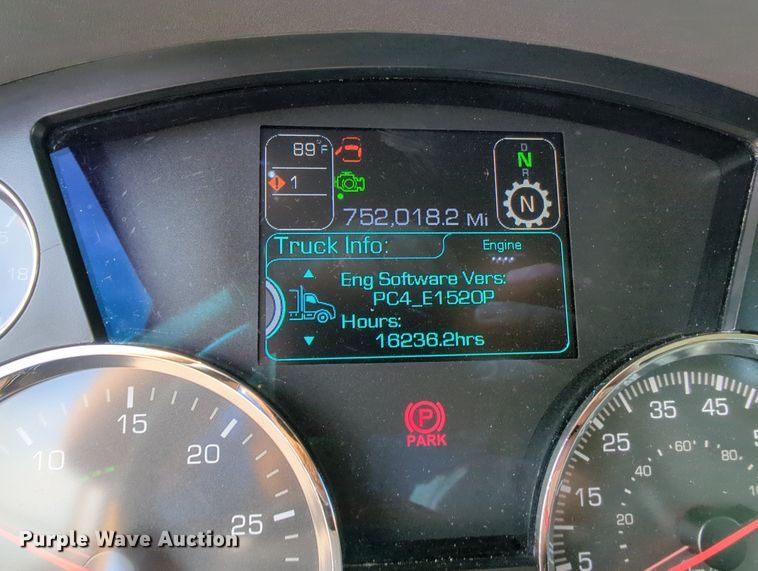 89°F
D
N
R
1
N
752,018.2 Mi
Truck Info:
Engine
Eng Software Vers:
PC4_E1520P
Hours:
16236.2hrs
P
PARK
18
10
15
20
25
5
15
25
35
45
20
40
60
80
Purple Wave Auction